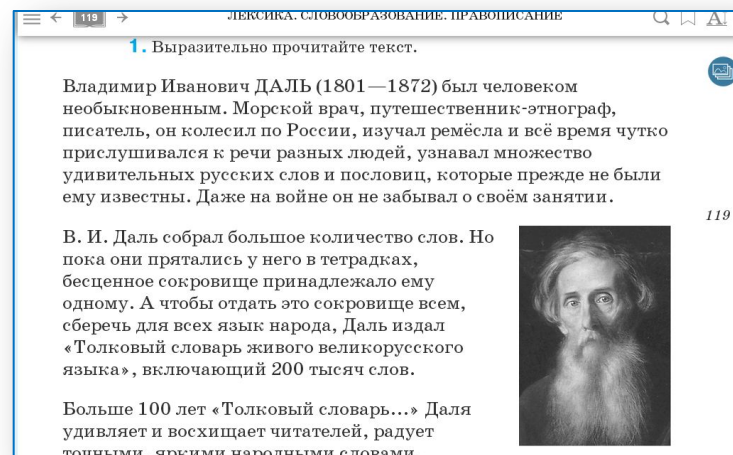 119
ЛЕКСИКА. СЛОВООБРАЗОВАНИЕ. ПРАВОПИСАНИЕ
A
1. Выразительно прочитайте текст.
Владимир Иванович ДАЛЬ (1801—1872) был человеком
необыкновенным. Морской врач, путешественник-этнограф,
писатель, он колесил по России, изучал ремёсла и всё время чутко
прислушивался к речи разных людей, узнавал множество
удивительных русских слов и пословиц, которые прежде не были
ему известны. Даже на войне он не забывал о своём занятии.
119
В. И. Даль собрал большое количество слов. Но
пока они прятались у него в тетрадках,
бесценное сокровище принадлежало ему
одному. А чтобы отдать это сокровище всем,
сберечь для всех язык народа, Даль издал
«Толковый словарь живого великорусского
языка», включающий 200 тысяч слов.
Больше 100 лет «Толковый словарь...» Даля
удивляет и восхищает читателей, радует
точными, яркими народными словами